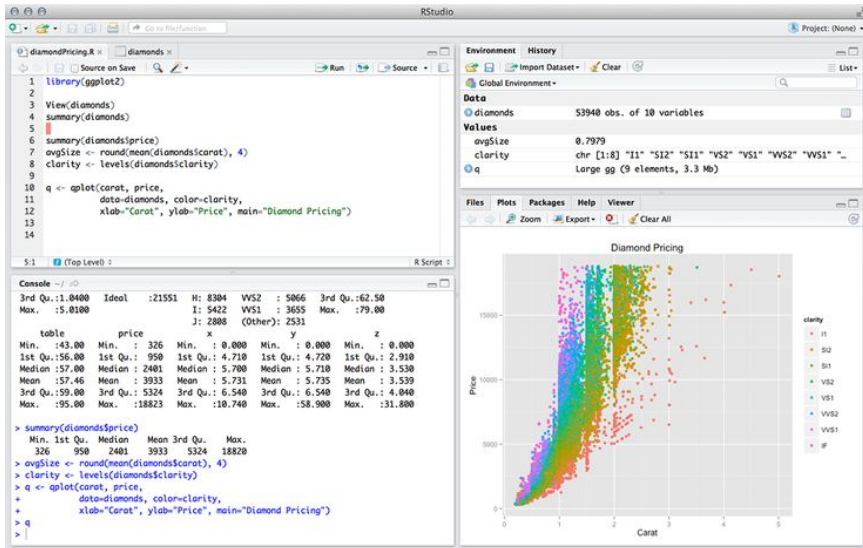 RStudio
Go to file/function
Project: (None)
diamondPricing.R
diamonds
Source on Save
Run
Source
1 library(ggplot2)
2
3 View(diamonds)
4 summary(diamonds)
5
6 summary(diamonds$price)
7 avgSize <- round(mean(diamonds$carat), 4)
8 clarity <- levels(diamonds$clarity)
9
10 q <- qplot(carat, price,
11 data=diamonds, color=clarity,
12 xlab="Carat", ylab="Price", main="Diamond Pricing")
13
14
5:1 (Top Level) R Script
Console ~/
3rd Qu.:1.0400 Ideal :21551 H: 8304 VVS2 : 5066 3rd Qu.:62.50
Max. :5.0100 I: 5422 VVS1 : 3655 Max. :79.00
J: 2808 (Other): 2531
table price x y z
Min. :43.00 Min. : 326 Min. : 0.000 Min. : 0.000 Min. : 0.000
1st Qu.:56.00 1st Qu.: 950 1st Qu.: 4.710 1st Qu.: 4.720 1st Qu.: 2.910
Median :57.00 Median : 2401 Median : 5.700 Median : 5.710 Median : 3.530
Mean :57.46 Mean : 3933 Mean : 5.731 Mean : 5.735 Mean : 3.539
3rd Qu.:59.00 3rd Qu.: 5324 3rd Qu.: 6.540 3rd Qu.: 6.540 3rd Qu.: 4.040
Max. :95.00 Max. :18823 Max. :10.740 Max. :58.900 Max. :31.800
> summary(diamonds$price)
Min. 1st Qu. Median Mean 3rd Qu. Max.
326 950 2401 3933 5324 18820
> avgSize <- round(mean(diamonds$carat), 4)
> clarity <- levels(diamonds$clarity)
> q <- qplot(carat, price,
+ data=diamonds, color=clarity,
+ xlab="Carat", ylab="Price", main="Diamond Pricing")
> q
>
Environment History
Import Dataset Clear List
Global Environment
Data
diamonds 53940 obs. of 10 variables
Values
avgSize 0.7979
clarity chr [1:8] "I1" "SI2" "SI1" "VS2" "VS1" "VVS2" "VVS1" "…
q Large gg (9 elements, 3.3 Mb)
Files Plots Packages Help Viewer
Zoom Export Clear All
Diamond Pricing
15000
10000
5000
0
Price
0 1 2 3 4 5
Carat
clarity
I1
SI2
SI1
VS2
VS1
VVS2
VVS1
IF